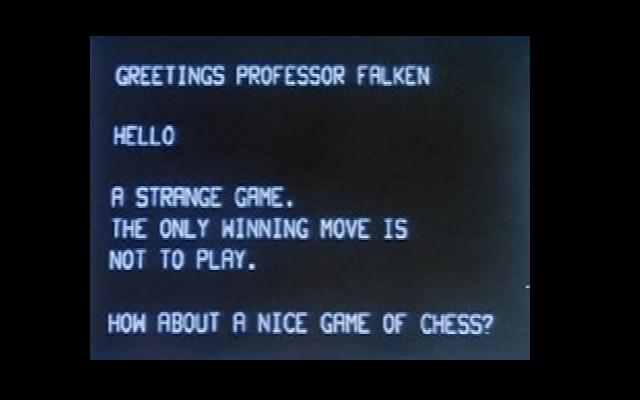 GREETINGS PROFESSOR FALKEN
HELLO
A STRANGE GAME.
THE ONLY WINNING MOVE IS
NOT TO PLAY.
HOW ABOUT A NICE GAME OF CHESS?